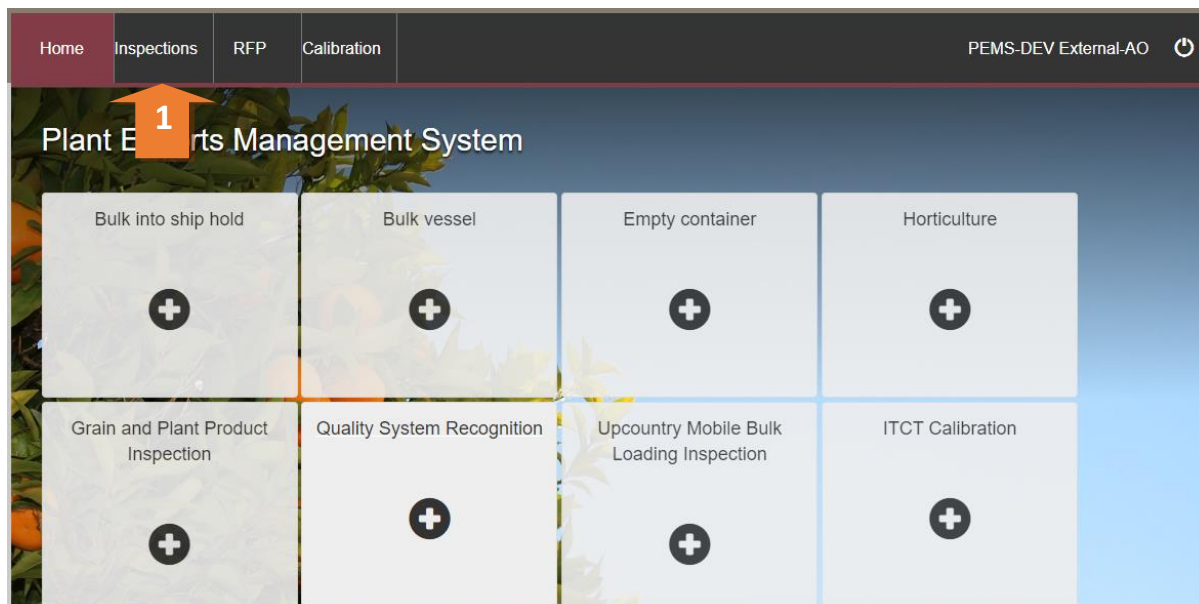 Home Inspections RFP Calibration PEMS-DEV External-AO
1
Plant E rts Management System
Bulk into ship hold
Bulk vessel
Empty container
Horticulture
Grain and Plant Product
Inspection
Quality System Recognition
Upcountry Mobile Bulk
Loading Inspection
ITCT Calibration